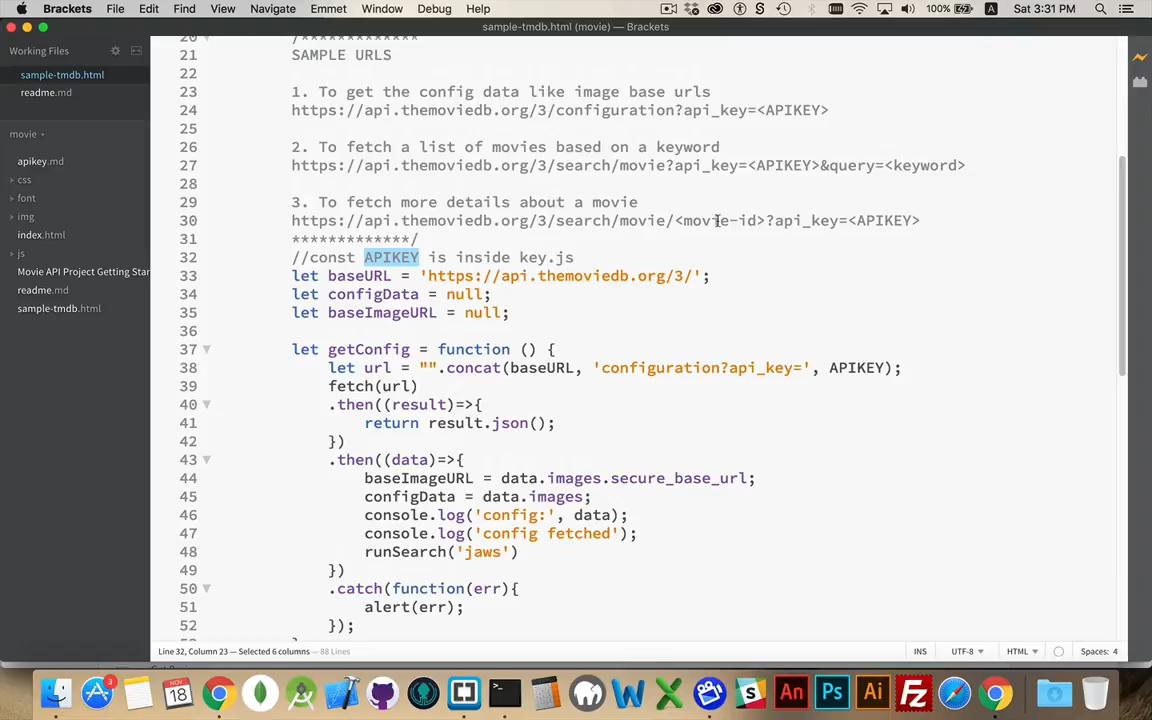 Brackets File Edit Find View Navigate Emmet Window Debug Help 100% A Sat 3:31 PM
sample-tmdb.html (movie) — Brackets
Working Files
sample-tmdb.html
readme.md
movie
apikey.md
css
font
img
index.html
js
Movie API Project Getting Star
readme.md
sample-tmdb.html
20 /*************
21 SAMPLE URLS
22
23 1. To get the config data like image base urls
24 https://api.themoviedb.org/3/configuration?api_key=<APIKEY>
25
26 2. To fetch a list of movies based on a keyword
27 https://api.themoviedb.org/3/search/movie?api_key=<APIKEY>&query=<keyword>
28
29 3. To fetch more details about a movie
30 https://api.themoviedb.org/3/search/movie/<movie-id>?api_key=<APIKEY>
31 *************/
32 //const APIKEY is inside key.js
33 let baseURL = 'https://api.themoviedb.org/3/';
34 let configData = null;
35 let baseImageURL = null;
36
37 let getConfig = function () {
38 let url = "".concat(baseURL, 'configuration?api_key=', APIKEY);
39 fetch(url)
40 .then((result)=>{
41 return result.json();
42 })
43 .then((data)=>{
44 baseImageURL = data.images.secure_base_url;
45 configData = data.images;
46 console.log('config:', data);
47 console.log('config fetched');
48 runSearch('jaws')
49 })
50 .catch(function(err){
51 alert(err);
52 });
Line 32, Column 23 — Selected 6 columns — 88 Lines
INS UTF-8 HTML Spaces: 4
3 NOV 18 W X S An Ps Ai Fz